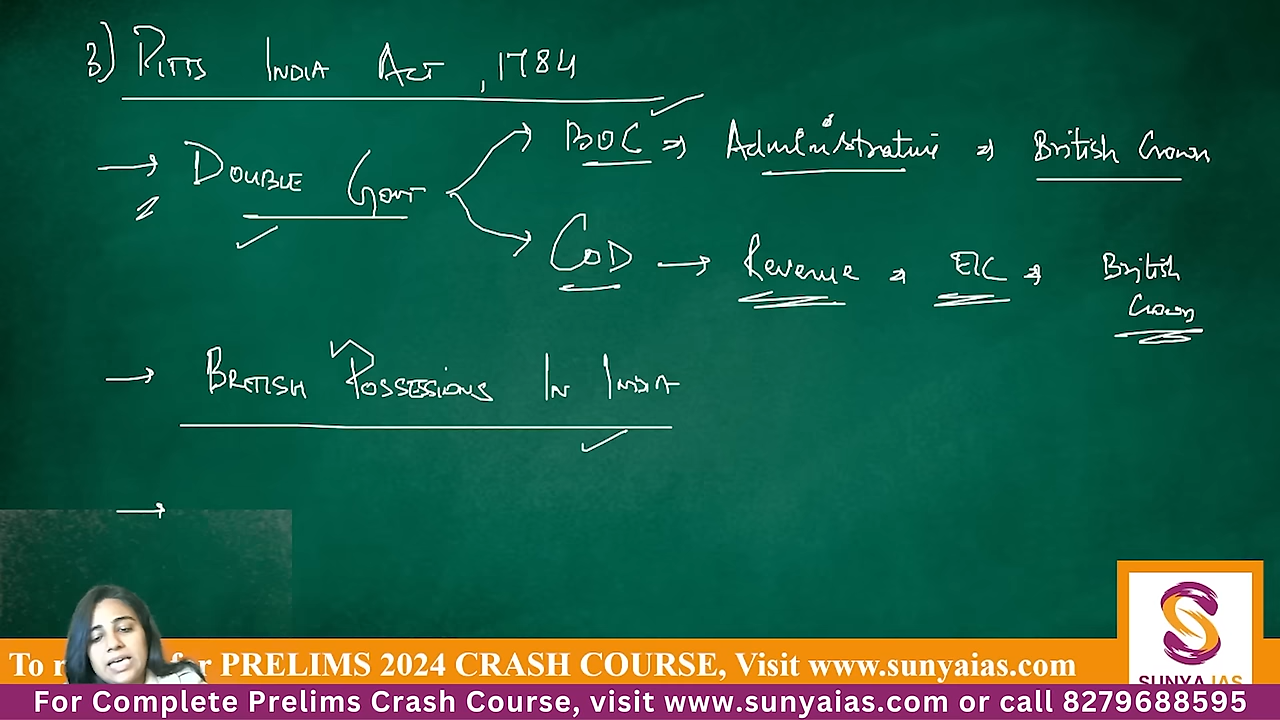 3) PITTS INDIA ACT, 1784
→ DOUBLE GOVT
BOC ⇒ Administrative ⇒ British Crown
COD → Revenue ⇒ EIC ⇒ British Crown
→ BRITISH POSSESSIONS IN INDIA
→
To r for PRELIMS 2024 CRASH COURSE, Visit www.sunyaias.com
SUNYA IAS
For Complete Prelims Crash Course, visit www.sunyaias.com or call 8279688595